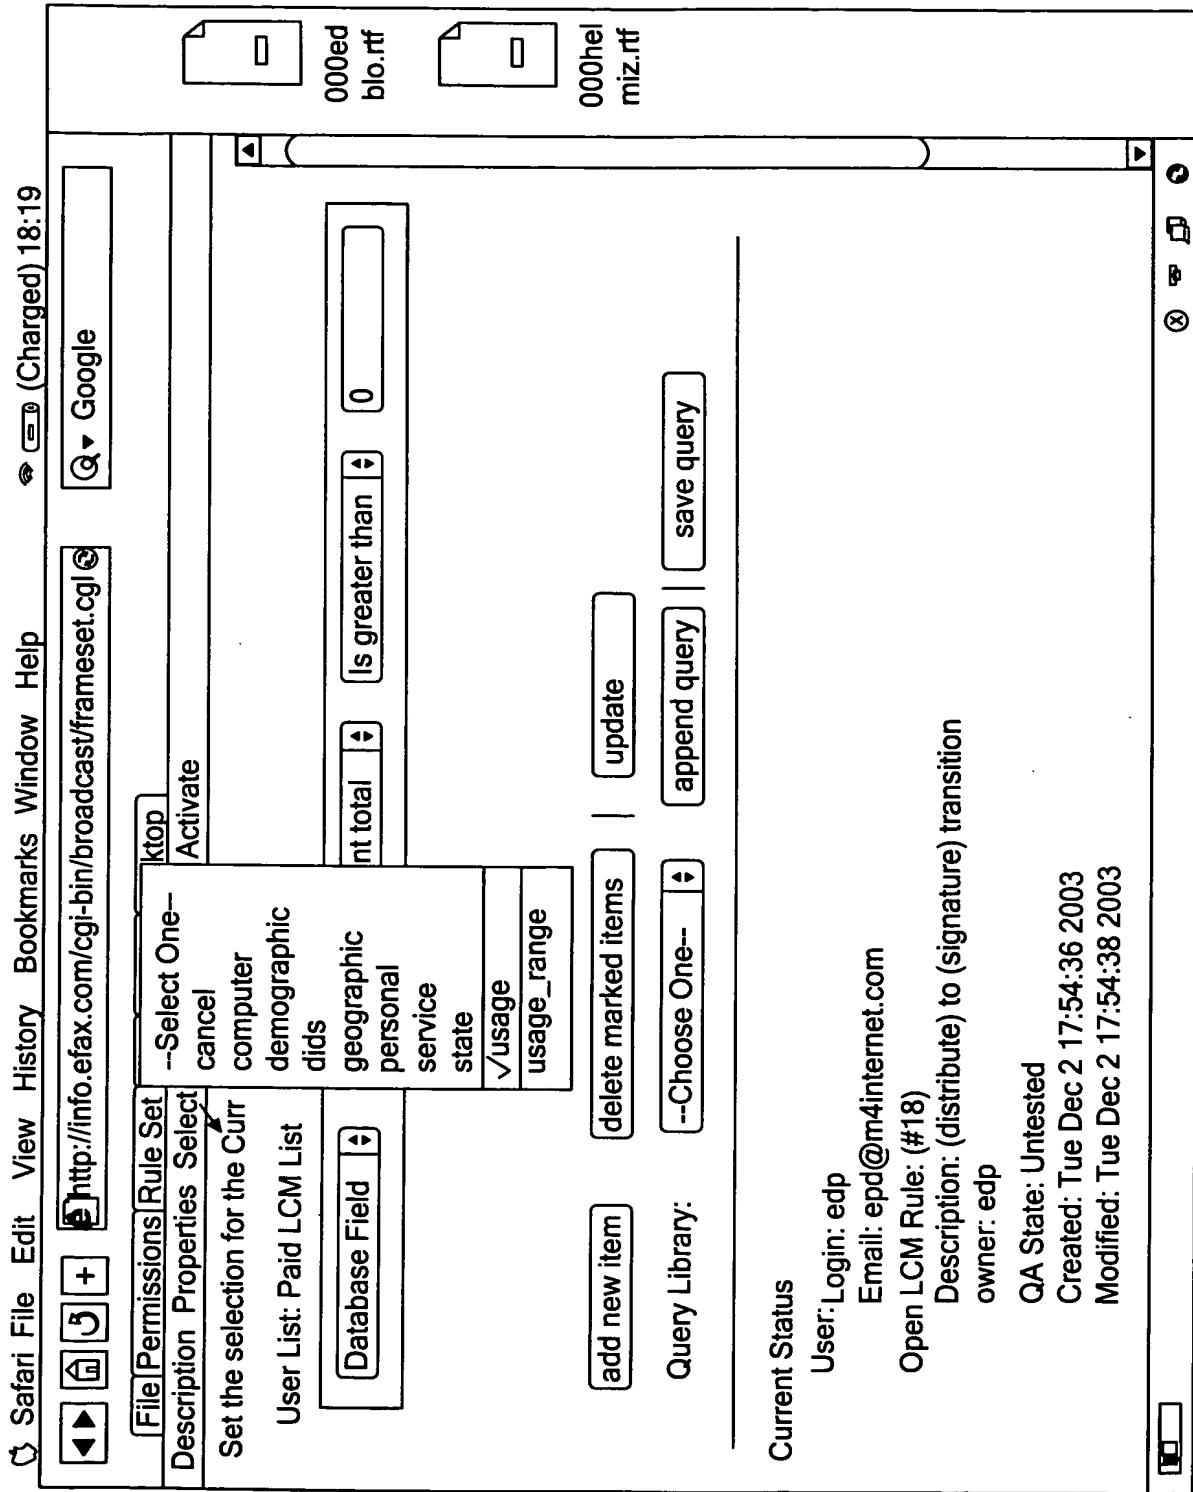 Safari File Edit View History Bookmarks Window Help (Charged) 18:19
http://info.efax.com/cgi-bin/broadcast/frameset.cgl Google
File Permissions Rule Set ktop
Description Properties Select Activate
Set the selection for the Curr
User List: Paid LCM List
Database Field nt total Is greater than 0
--Select One--
cancel
computer
demographic
dids
geographic
personal
service
state
√usage
usage_range
add new item delete marked items | update
Query Library: --Choose One-- append query | save query
Current Status
User: Login: edp
Email: epd@m4internet.com
Open LCM Rule: (#18)
Description: (distribute) to (signature) transition
owner: edp
QA State: Untested
Created: Tue Dec 2 17:54:36 2003
Modified: Tue Dec 2 17:54:38 2003
000ed
blo.rtf
000hel
miz.rtf